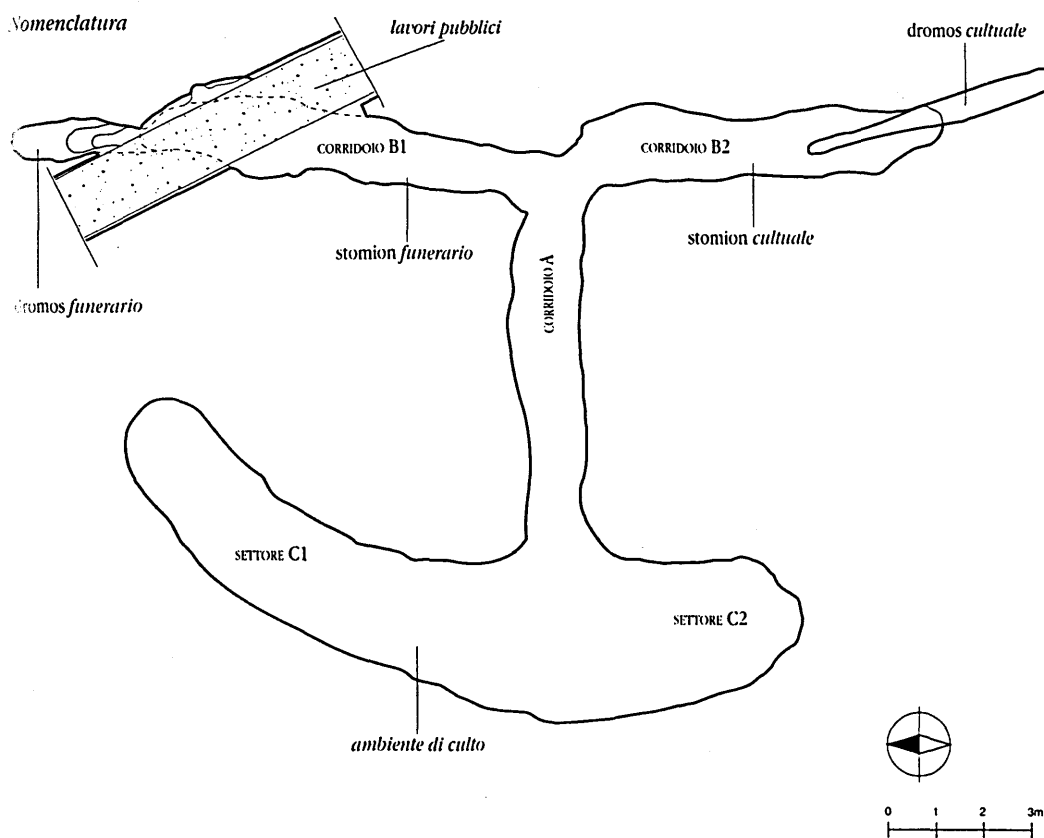 Nomenclatura
lavori pubblici
dromos cultuale
CORRIDOIO B1
CORRIDOIO B2
stomion funerario
stomion cultuale
CORRIDOIO A
dromos funerario
SETTORE C1
SETTORE C2
ambiente di culto
0 1 2 3m